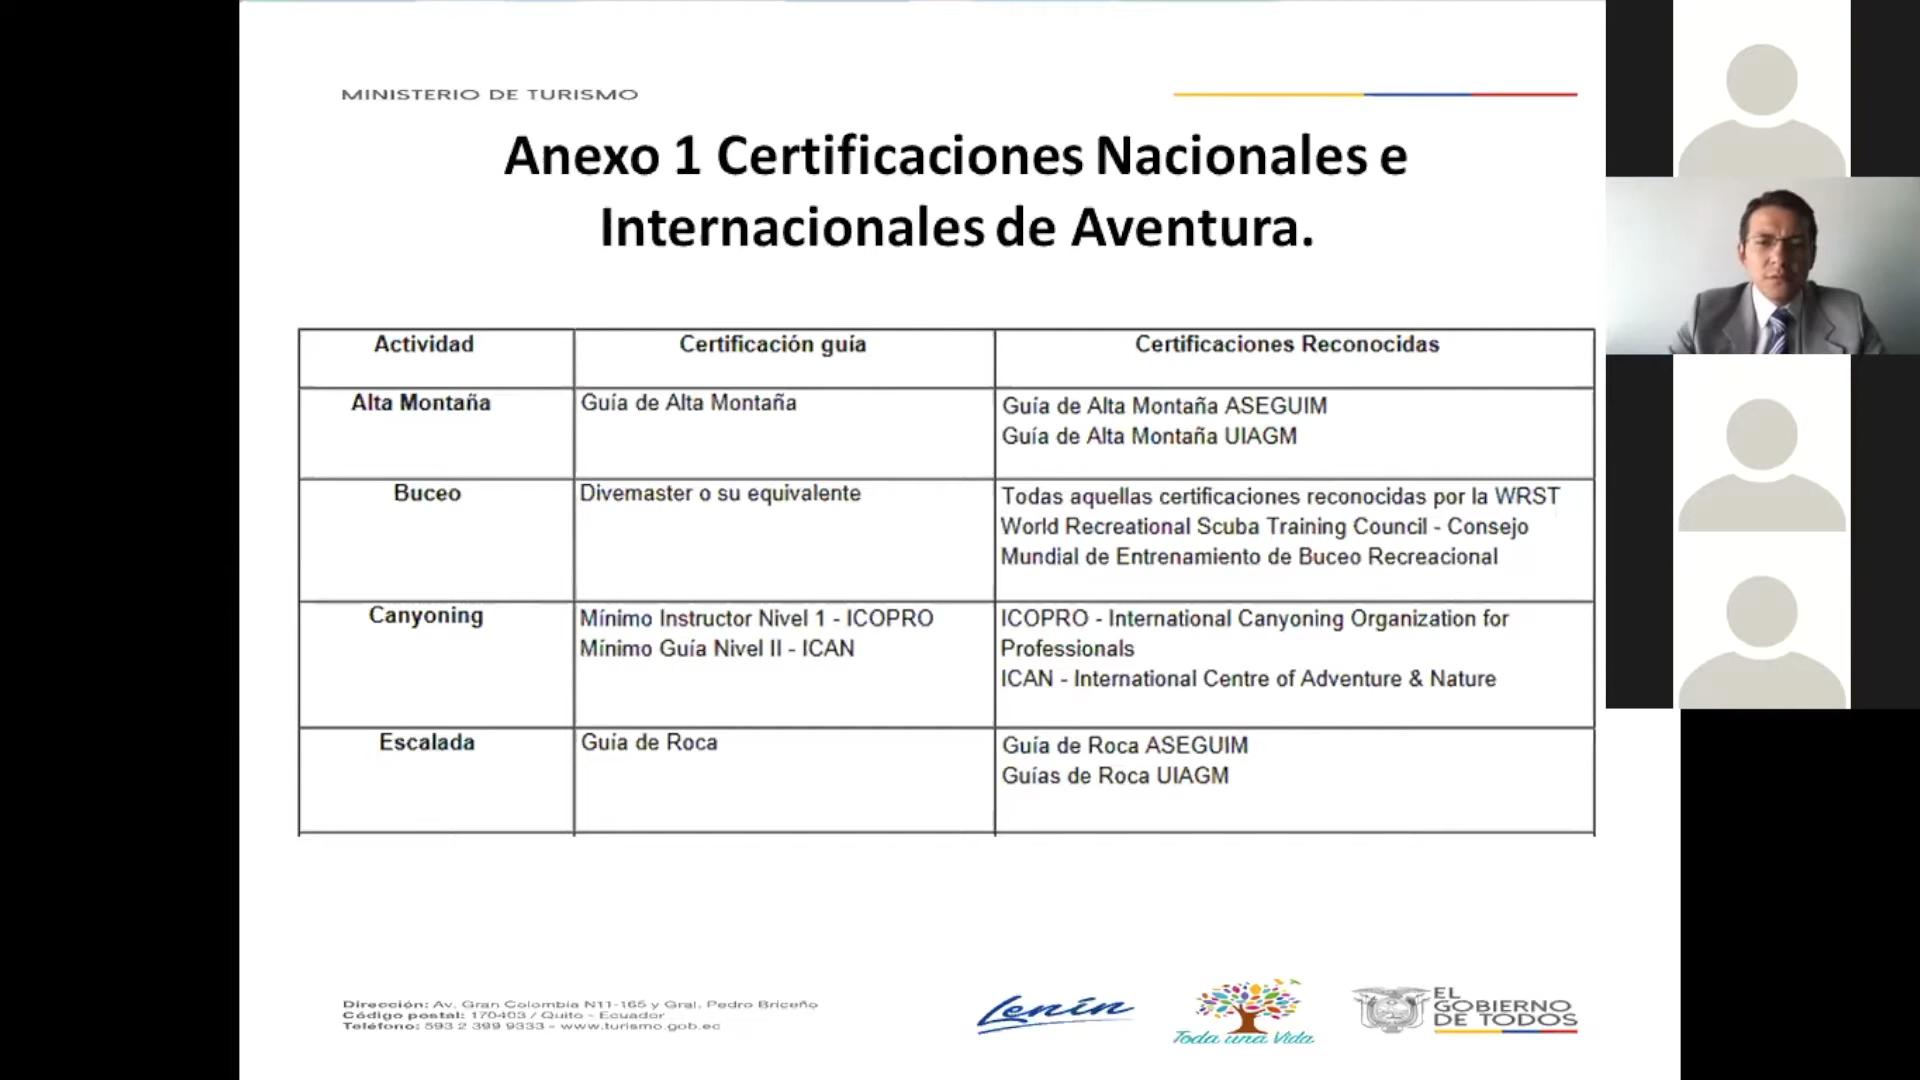 MINISTERIO DE TURISMO
Anexo 1 Certificaciones Nacionales e
Internacionales de Aventura.
Actividad
Certificación guía
Certificaciones Reconocidas
Alta Montaña
Guía de Alta Montaña
Guía de Alta Montaña ASEGUIM
Guía de Alta Montaña UIAGM
Buceo
Divemaster o su equivalente
Todas aquellas certificaciones reconocidas por la WRST
World Recreational Scuba Training Council - Consejo
Mundial de Entrenamiento de Buceo Recreacional
Canyoning
Mínimo Instructor Nivel 1 - ICOPRO
Mínimo Guía Nivel II - ICAN
ICOPRO - International Canyoning Organization for
Professionals
ICAN - International Centre of Adventure & Nature
Escalada
Guía de Roca
Guía de Roca ASEGUIM
Guías de Roca UIAGM
Dirección: Av. Gran Colombia N11-165 y Gral. Pedro Briceño
Código postal: 170403 / Quito - Ecuador
Teléfono: 593 2 399 9333 - www.turismo.gob.ec
Lenín
Toda una Vida
EL
GOBIERNO
DE TODOS